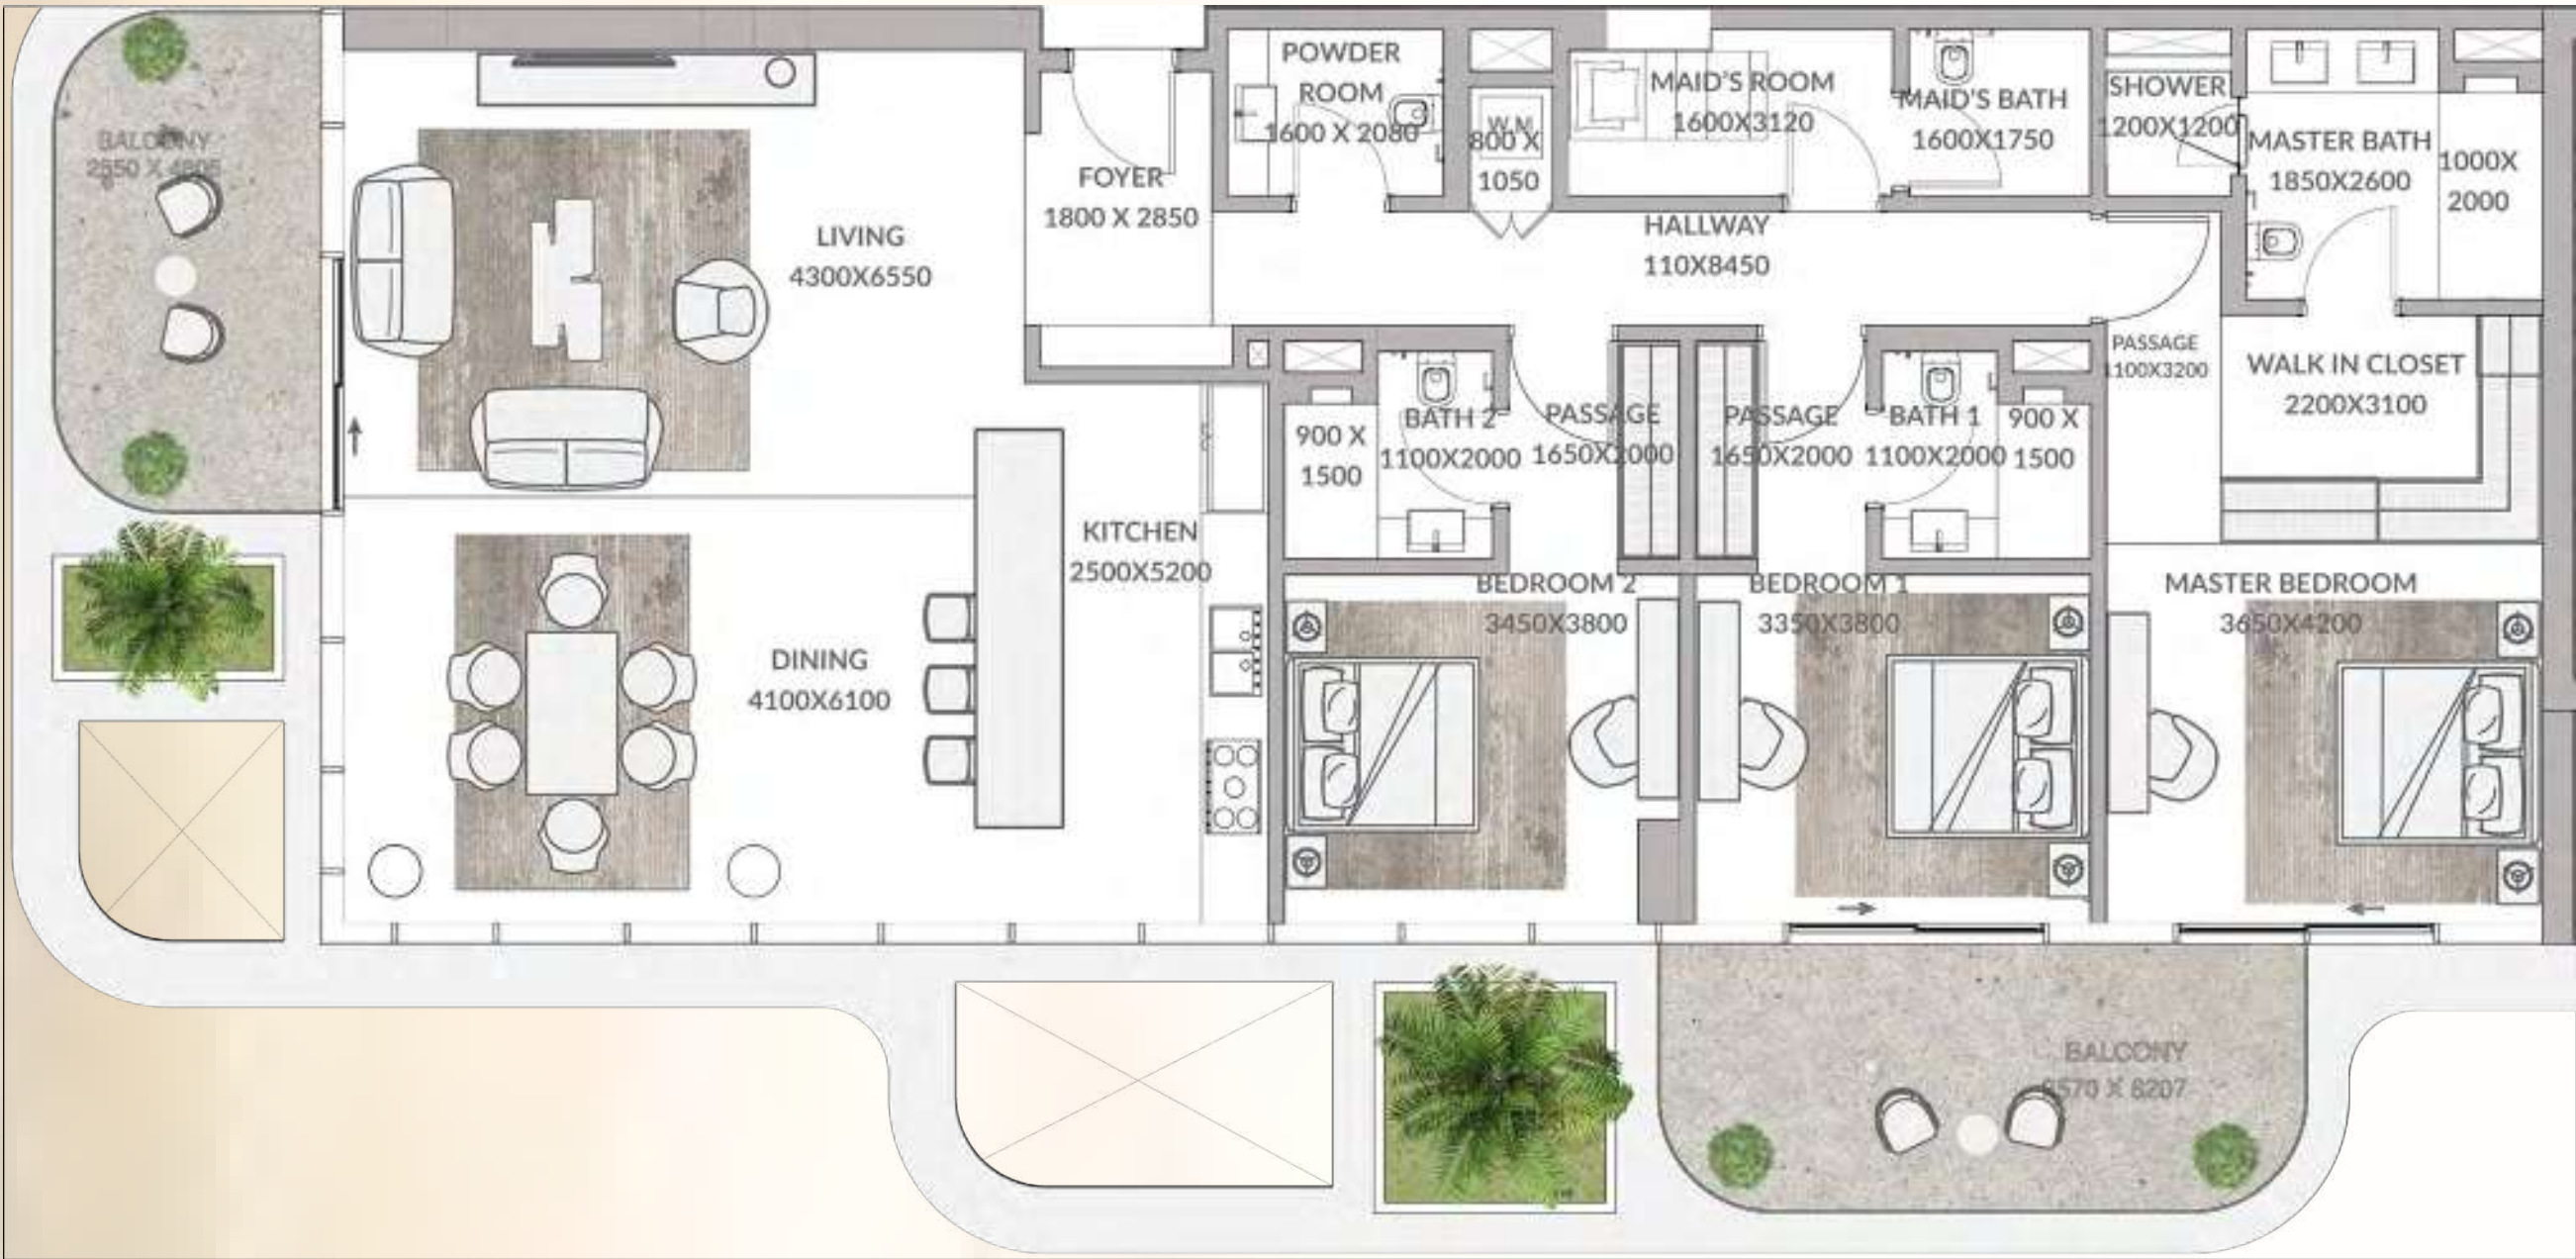 BALCONY
2550 X 4805
LIVING
4300X6550
FOYER
1800 X 2850
POWDER
ROOM
1600 X 2080
W.M
800 X
1050
MAID'S ROOM
1600X3120
MAID'S BATH
1600X1750
SHOWER
1200X1200
MASTER BATH
1850X2600
1000X
2000
HALLWAY
110X8450
PASSAGE
1100X3200
WALK IN CLOSET
2200X3100
900 X
1500
BATH 2
1100X2000
PASSAGE
1650X2000
PASSAGE
1650X2000
BATH 1
1100X2000
900 X
1500
KITCHEN
2500X5200
DINING
4100X6100
BEDROOM 2
3450X3800
BEDROOM 1
3350X3800
MASTER BEDROOM
3650X4200
BALCONY
X 6207